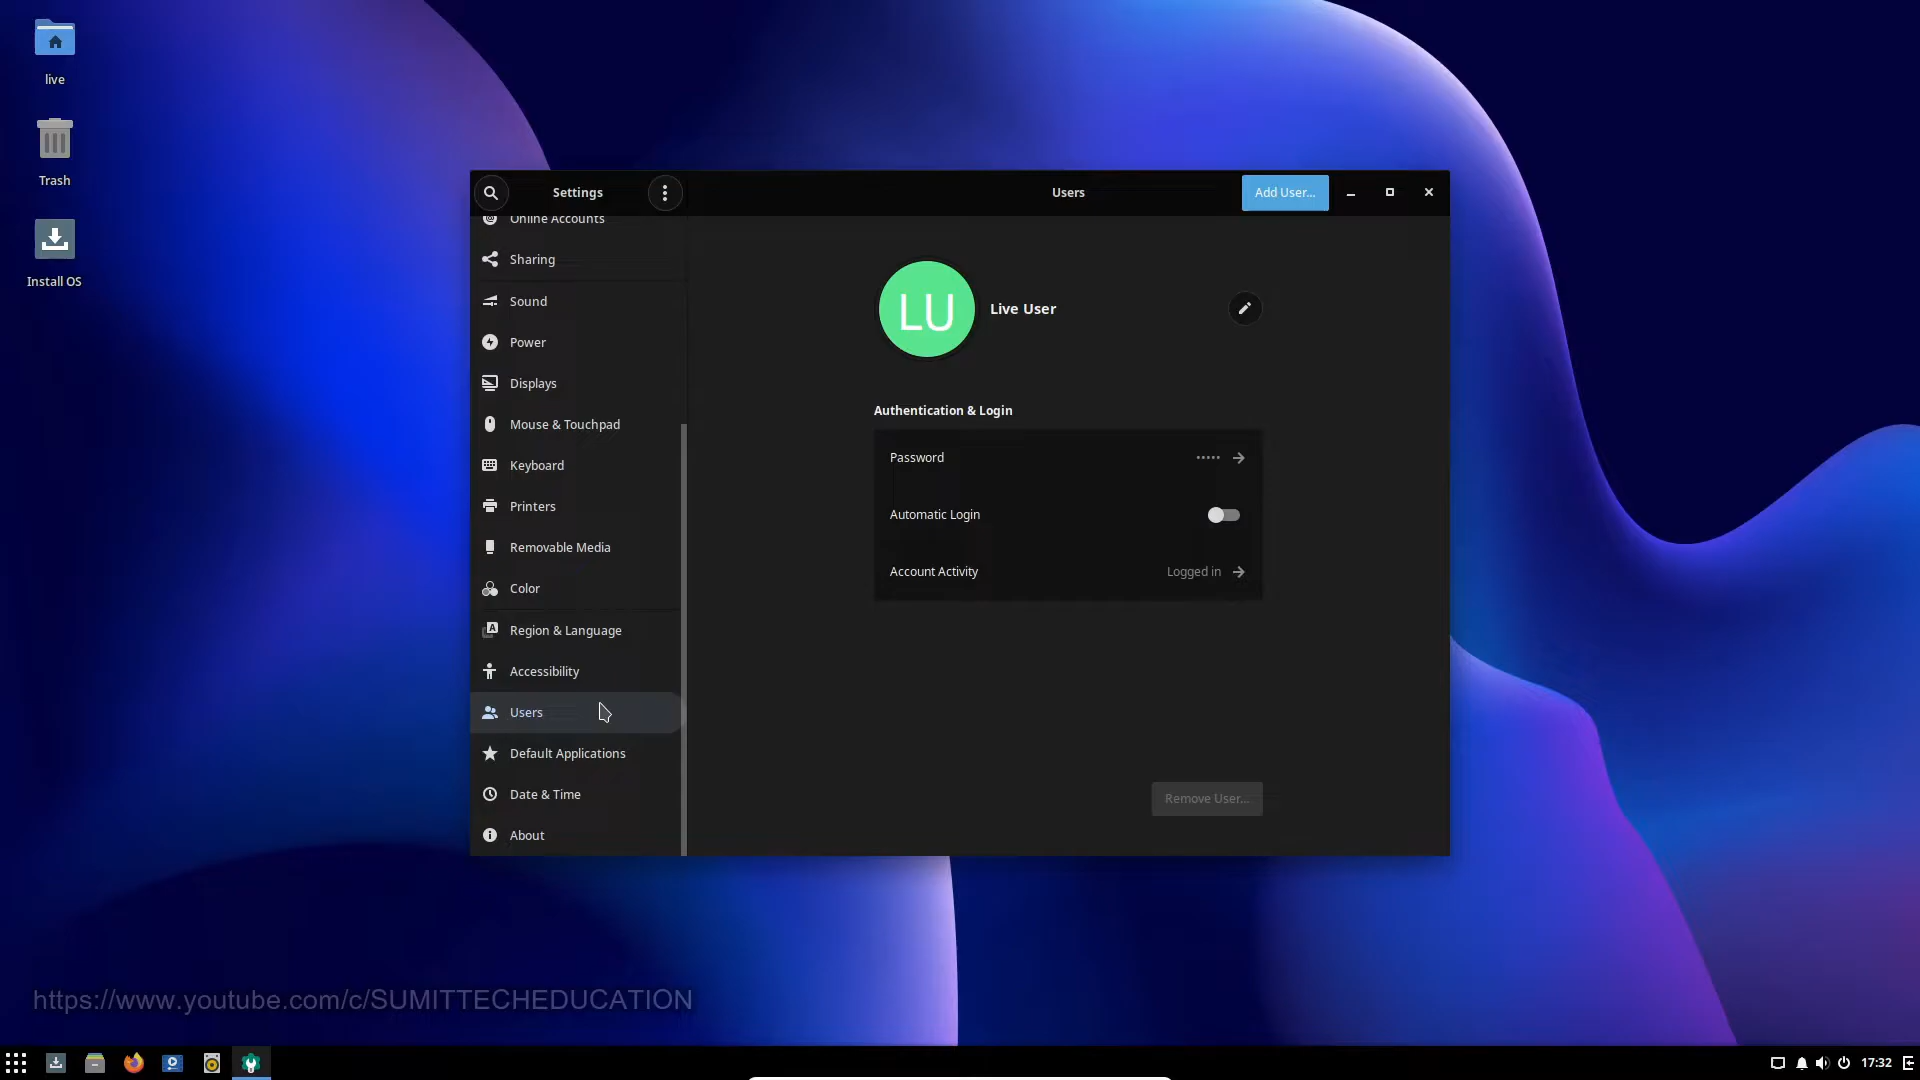 live
Trash
Install OS
Settings
Users
Add User...
Online Accounts
Sharing
Sound
Power
Displays
Mouse & Touchpad
Keyboard
Printers
Removable Media
Color
Region & Language
Accessibility
Users
Default Applications
Date & Time
About
LU
Live User
Authentication & Login
Password •••••
Automatic Login
Account Activity Logged in
Remove User...
https://www.youtube.com/c/SUMITTECHEDUCATION
17:32